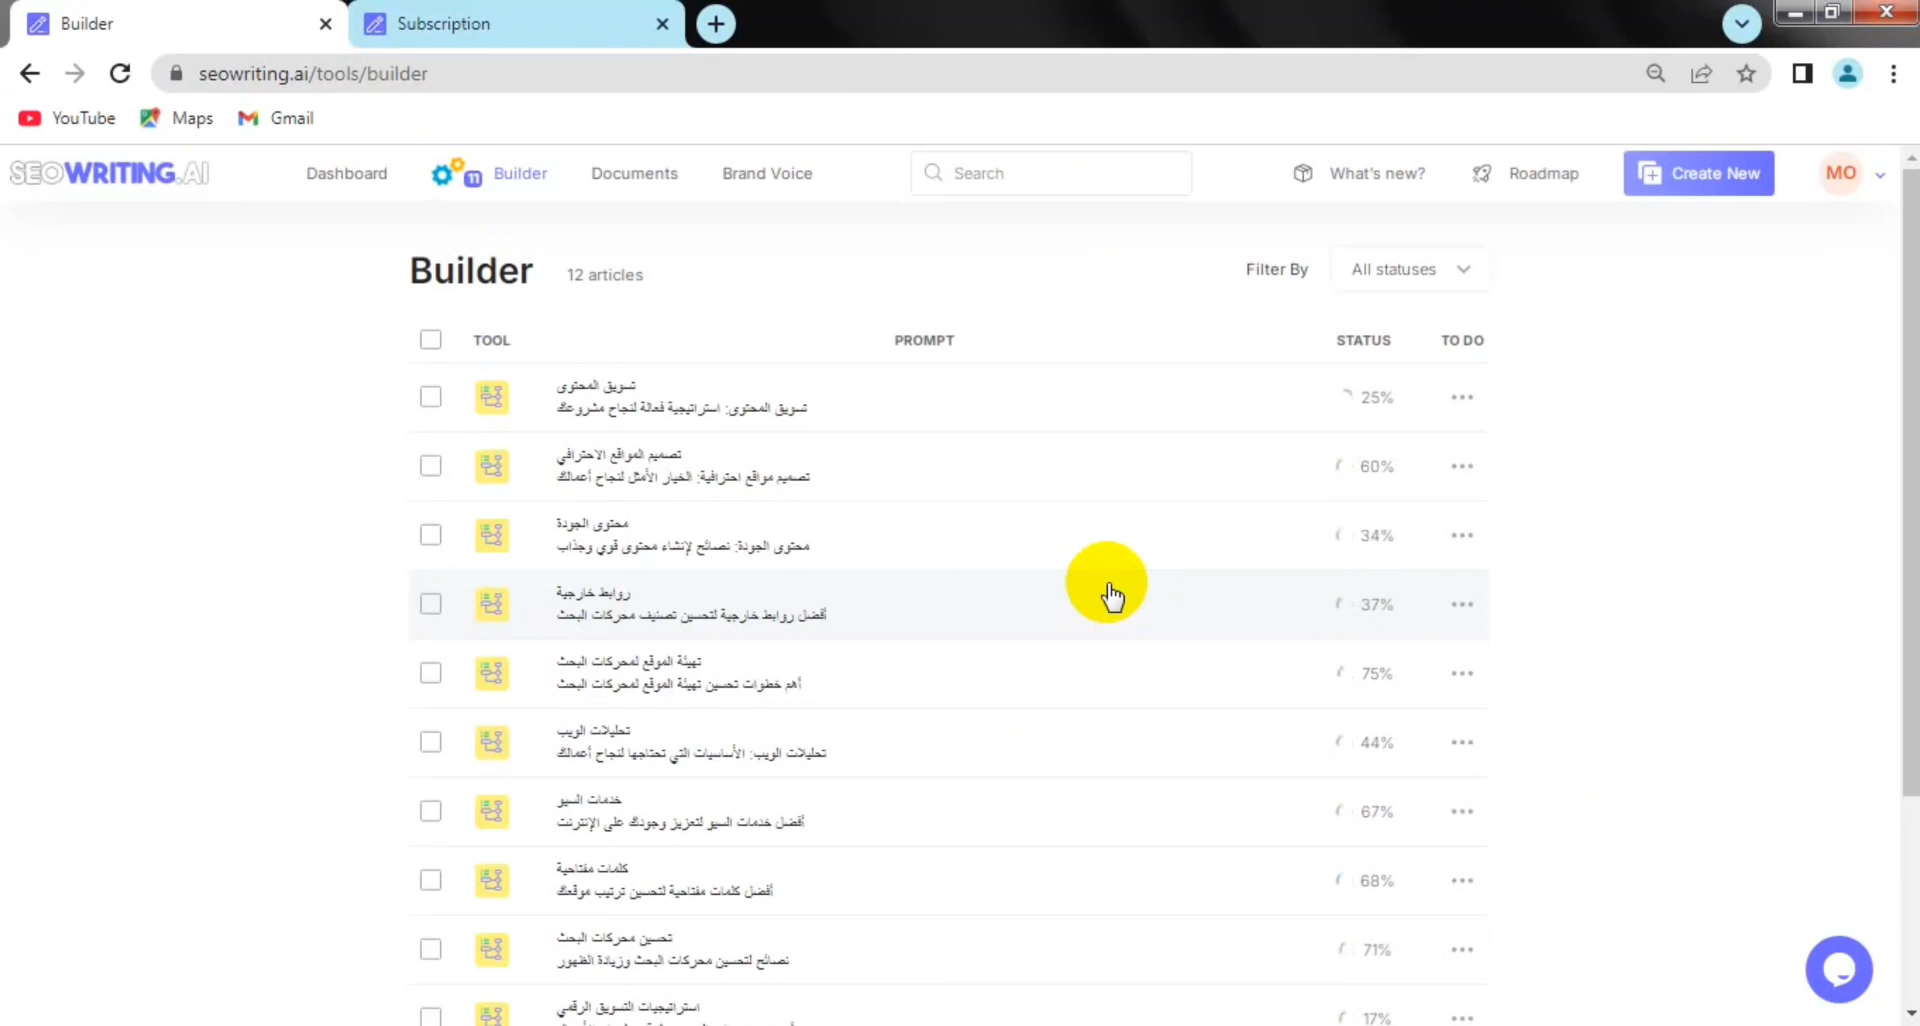 Builder
Subscription
seowriting.ai/tools/builder
YouTube
Maps
Gmail
SEOWRITING.AI
Dashboard
11
Builder
Documents
Brand Voice
Search
What's new?
Roadmap
Create New
MO
Builder
12 articles
Filter By
All statuses
TOOL
PROMPT
STATUS
TO DO
تسويق المحتوى
تسويق المحتوى: استراتيجية فعالة لنجاح مشروعك
25%
تصميم المواقع الاحترافي
تصميم مواقع احترافية: الخيار الأمثل لنجاح أعمالك
60%
محتوى الجودة
محتوى الجودة: نصائح لإنشاء محتوى قوي وجذاب
34%
روابط خارجية
أفضل روابط خارجية لتحسين تصنيف محركات البحث
37%
تهيئة الموقع لمحركات البحث
أهم خطوات تحسين تهيئة الموقع لمحركات البحث
75%
تحليلات الويب
تحليلات الويب: الأساسيات التي تحتاجها لنجاح أعمالك
44%
خدمات السيو
أفضل خدمات السيو لتعزيز وجودك على الإنترنت
67%
كلمات مفتاحية
أفضل كلمات مفتاحية لتحسين ترتيب موقعك
68%
تحسين محركات البحث
نصائح لتحسين محركات البحث وزيادة الظهور
71%
استراتيجيات التسويق الرقمي
17%